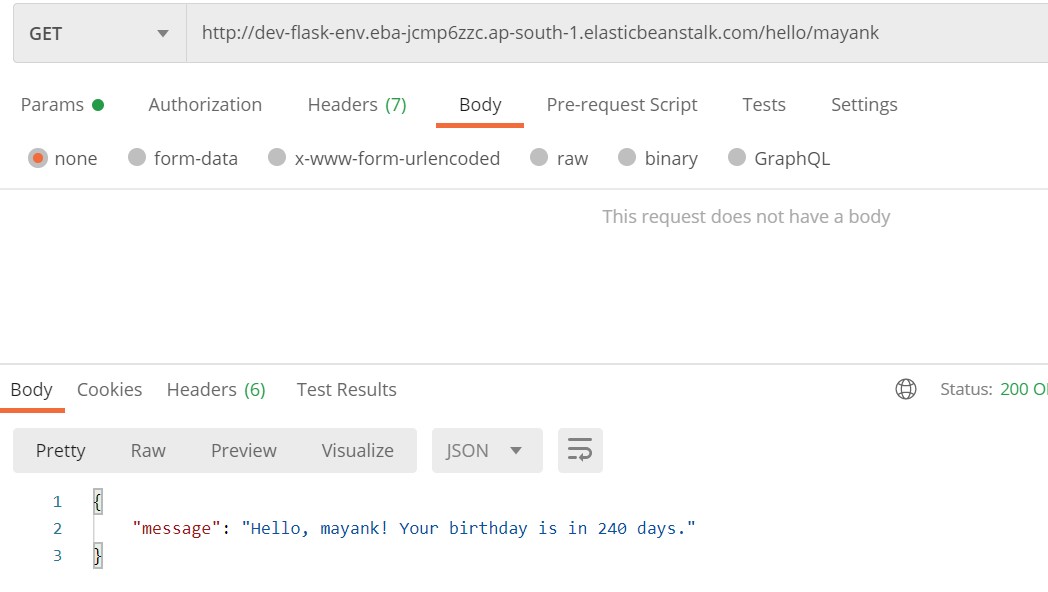 GET http://dev-flask-env.eba-jcmp6zzc.ap-south-1.elasticbeanstalk.com/hello/mayank
Params Authorization Headers (7) Body Pre-request Script Tests Settings
none form-data x-www-form-urlencoded raw binary GraphQL
This request does not have a body
Body Cookies Headers (6) Test Results Status: 200
Pretty Raw Preview Visualize JSON
1 {
2 "message": "Hello, mayank! Your birthday is in 240 days."
3 }